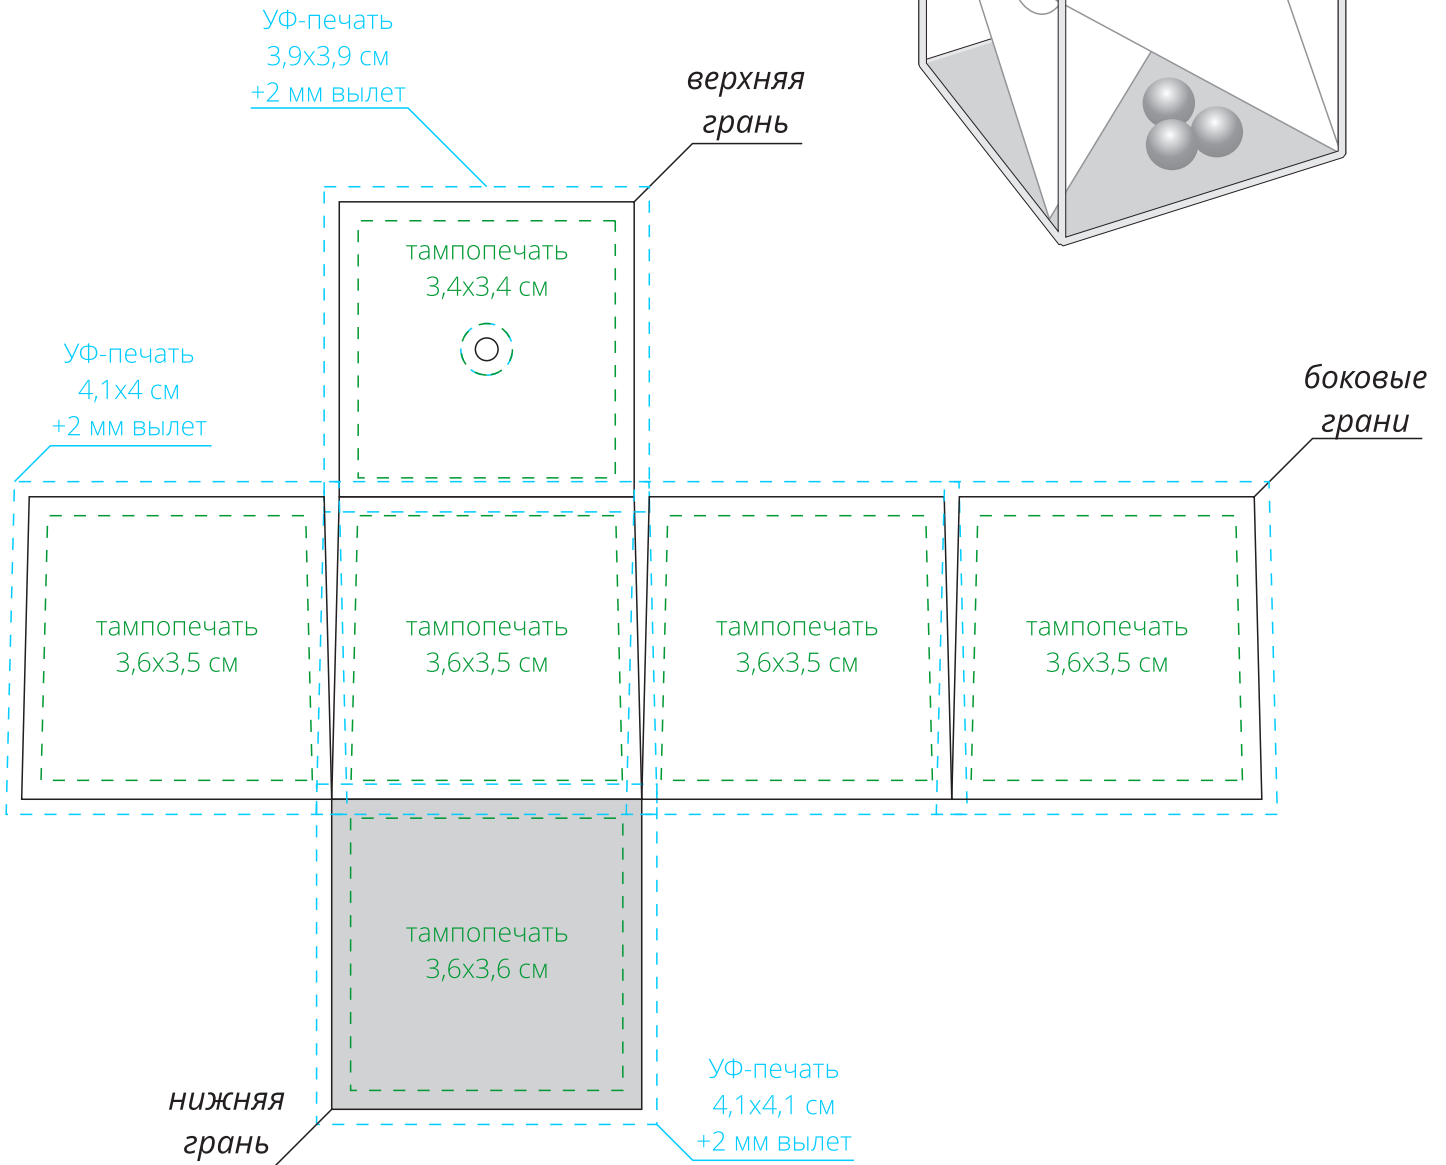 УФ-печать
3,9х3,9 см
+2 мм вылет
верхняя
грань
тампопечать
3,4х3,4 см
УФ-печать
4,1х4 см
+2 мм вылет
боковые
грани
тампопечать
3,6х3,5 см
тампопечать
3,6х3,5 см
тампопечать
3,6х3,5 см
тампопечать
3,6х3,5 см
тампопечать
3,6х3,6 см
нижняя
грань
УФ-печать
4,1х4,1 см
+2 мм вылет